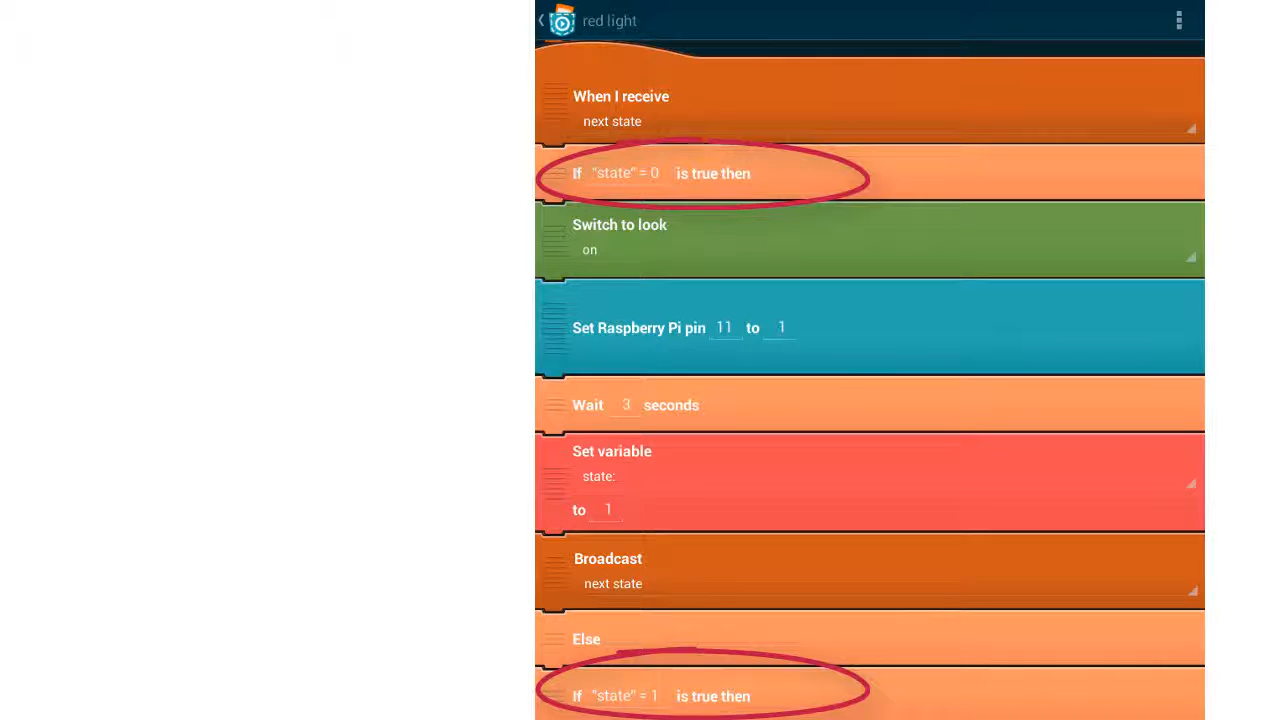 red light
When I receive
next state
If "state" = 0 is true then
Switch to look
on
Set Raspberry Pi pin 11 to 1
Wait 3 seconds
Set variable
state:
to 1
Broadcast
next state
Else
If "state" = 1 is true then